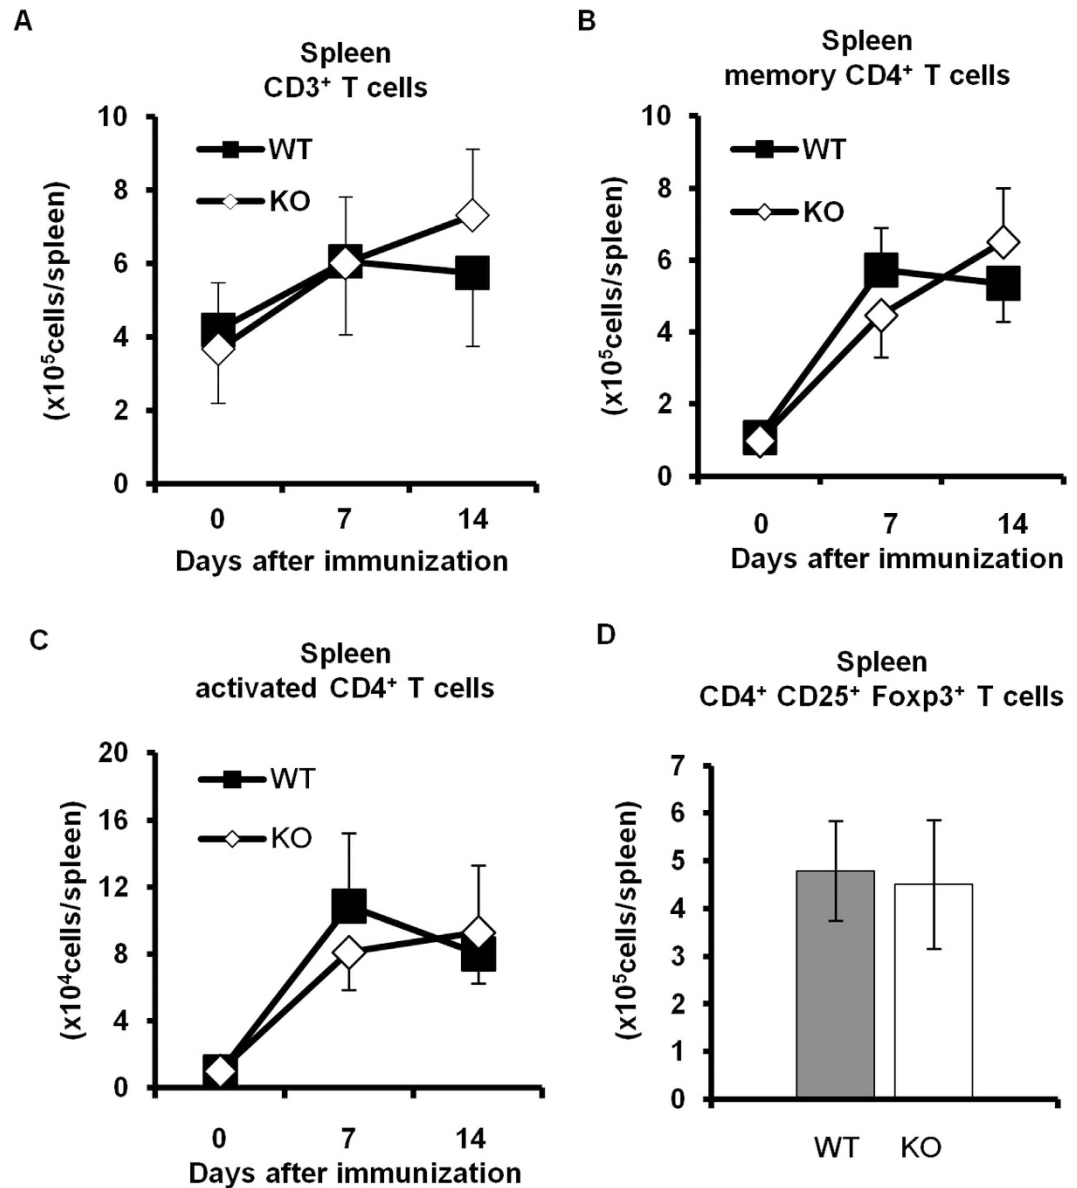 A
Spleen
CD3⁺ T cells
10
8
6
4
2
0
(x10⁵cells/spleen)
WT
KO
0 7 14
Days after immunization
B
Spleen
memory CD4⁺ T cells
10
8
6
4
2
0
(x10⁵cells/spleen)
WT
KO
0 7 14
Days after immunization
C
Spleen
activated CD4⁺ T cells
20
16
12
8
4
0
(x10⁴cells/spleen)
WT
KO
0 7 14
Days after immunization
D
Spleen
CD4⁺ CD25⁺ Foxp3⁺ T cells
7
6
5
4
3
2
1
0
(x10⁵cells/spleen)
WT KO